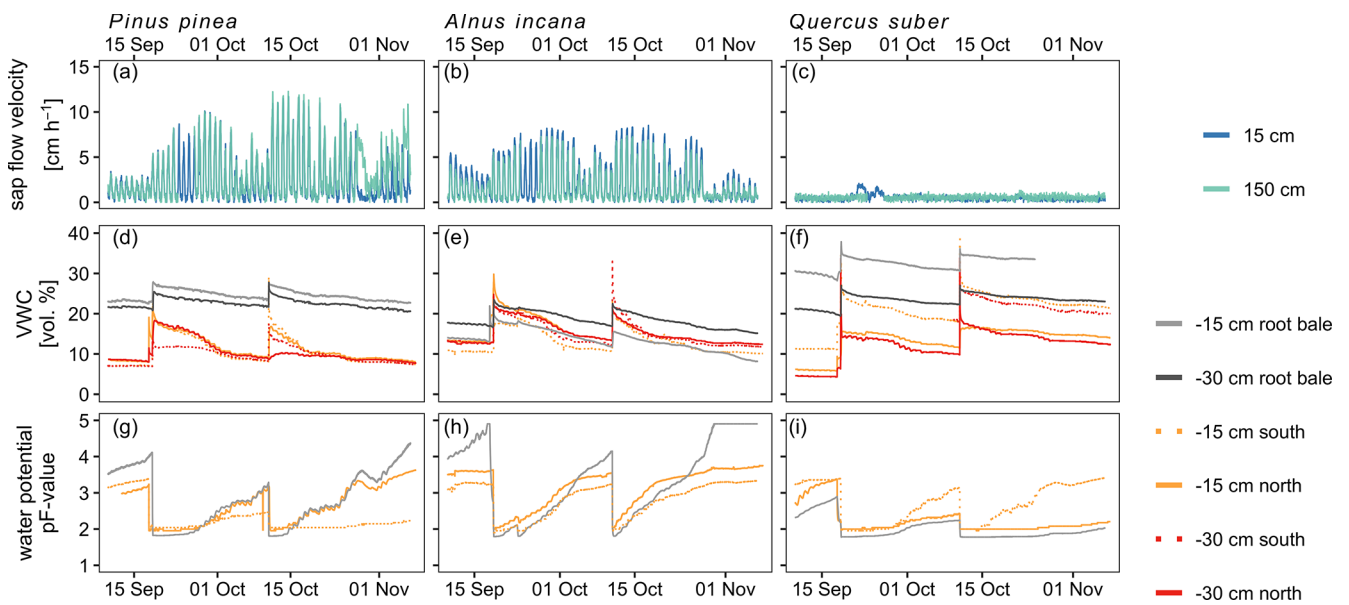 Pinus pinea Alnus incana Quercus suber
15 Sep 01 Oct 15 Oct 01 Nov 15 Sep 01 Oct 15 Oct 01 Nov 15 Sep 01 Oct 15 Oct 01 Nov
sap flow velocity
[cm h⁻¹]
15
10
5
0
(a) (b) (c)
15 cm
150 cm
VWC
[vol. %]
40
30
20
10
0
(d) (e) (f)
-15 cm root bale
-30 cm root bale
-15 cm south
-15 cm north
-30 cm south
-30 cm north
water potential
pF-value
5
4
3
2
1
(g) (h) (i)
15 Sep 01 Oct 15 Oct 01 Nov 15 Sep 01 Oct 15 Oct 01 Nov 15 Sep 01 Oct 15 Oct 01 Nov